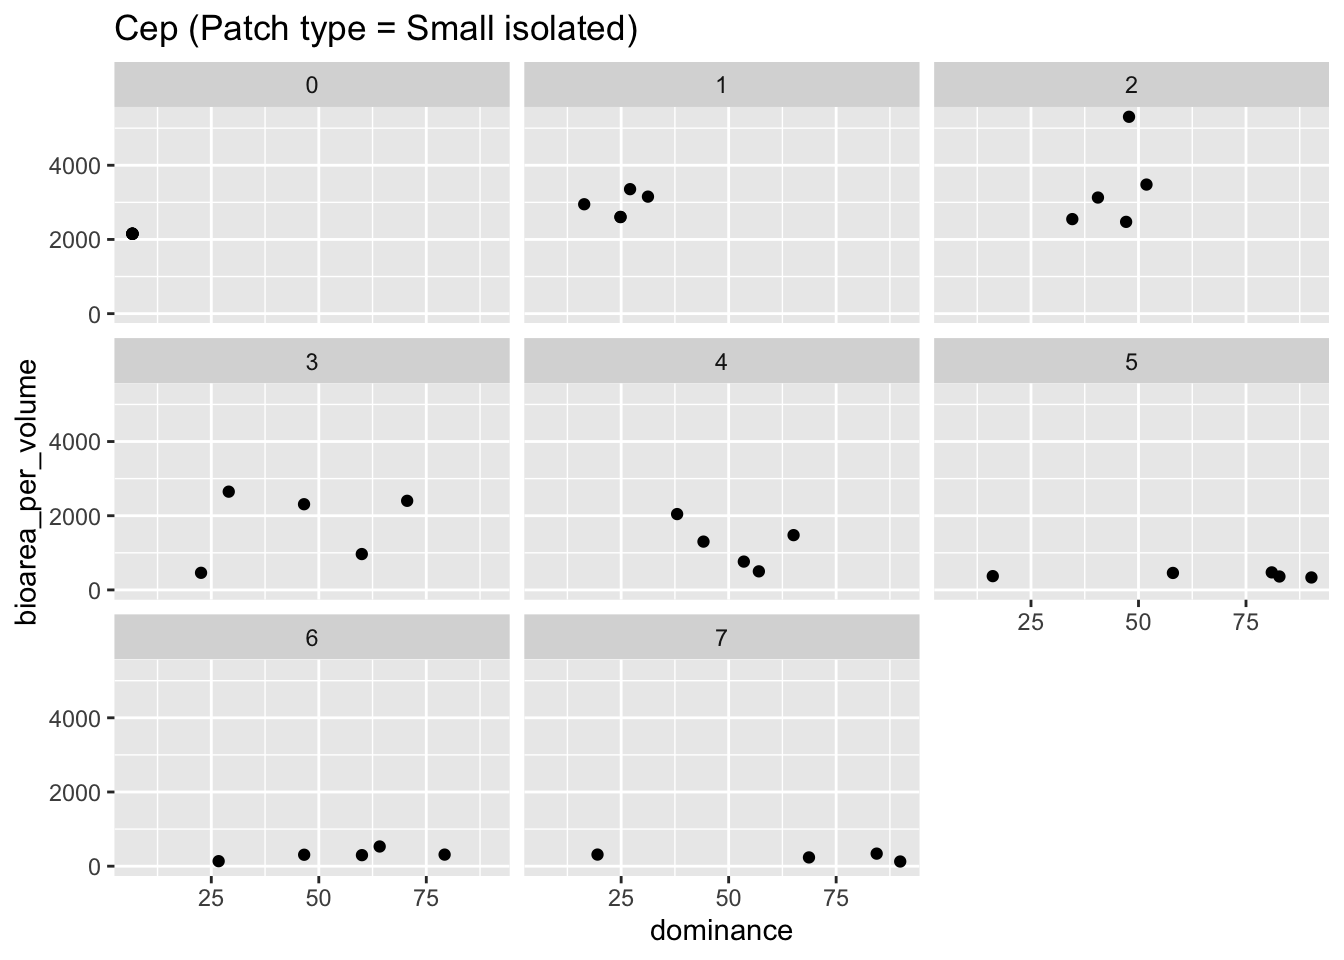 Cep (Patch type = Small isolated)
0 1 2
4000
2000
0
3 4 5
4000
2000
0
25 50 75
6 7
4000
2000
0
25 50 75 25 50 75
dominance
bioarea_per_volume